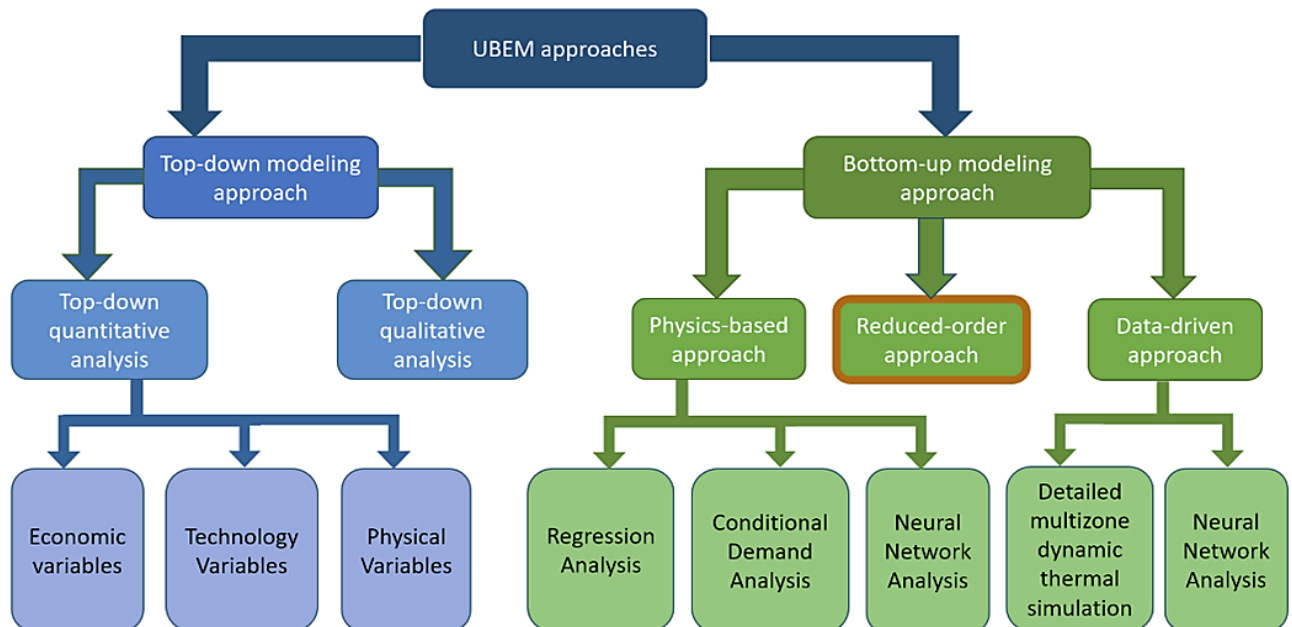 UBEM approaches
Top-down modeling
approach
Bottom-up modeling
approach
Top-down
quantitative
analysis
Top-down
qualitative
analysis
Physics-based
approach
Reduced-order
approach
Data-driven
approach
Economic
variables
Technology
Variables
Physical
Variables
Regression
Analysis
Conditional
Demand
Analysis
Neural
Network
Analysis
Detailed
multizone
dynamic
thermal
simulation
Neural
Network
Analysis